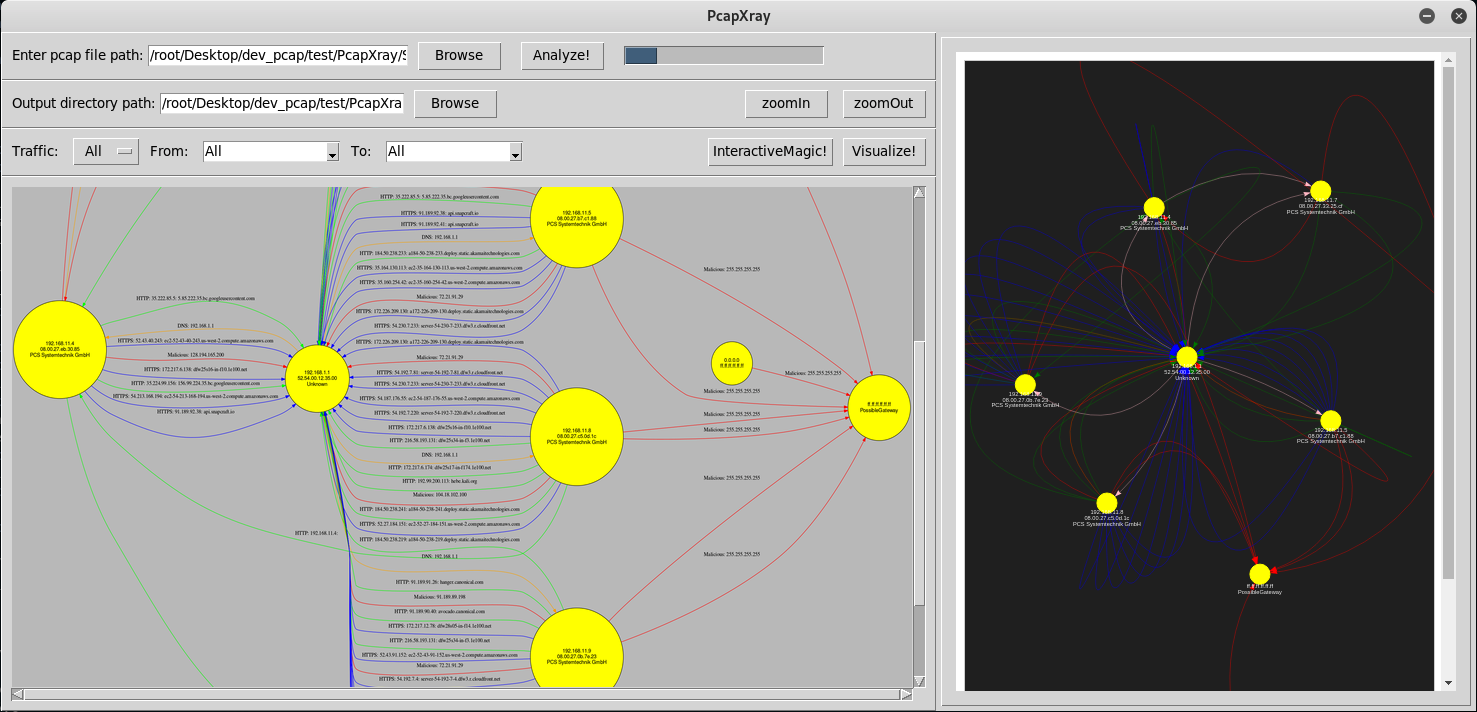 PcapXray
Enter pcap file path: /root/Desktop/dev_pcap/test/PcapXray/S Browse Analyze!
Output directory path: /root/Desktop/dev_pcap/test/PcapXra Browse zoomIn zoomOut
Traffic: All From: All To: All InteractiveMagic! Visualize!
192.168.11.4
08:00:27:eb:30:85
PCS Systemtechnik GmbH
HTTP: 35.222.85.5: 5.85.222.35.bc.googleusercontent.com
DNS: 192.168.1.1
HTTPS: 52.43.40.243: ec2-52-43-40-243.us-west-2.compute.amazonaws.com
Malicious: 128.194.165.200
HTTPS: 172.217.6.138: dfw25s16-in-f10.1e100.net
HTTP: 35.224.99.156: 156.99.224.35.bc.googleusercontent.com
HTTPS: 54.213.168.194: ec2-54-213-168-194.us-west-2.compute.amazonaws.com
HTTPS: 91.189.92.38: api.snapcraft.io
192.168.1.1
52:54:00:12:35:00
Unknown
HTTP: 192.168.11.4:
HTTP: 35.222.85.5: 5.85.222.35.bc.googleusercontent.com
HTTPS: 91.189.92.38: api.snapcraft.io
HTTPS: 91.189.92.41: api.snapcraft.io
DNS: 192.168.1.1
HTTP: 184.50.238.233: a184-50-238-233.deploy.static.akamaitechnologies.com
HTTPS: 35.164.130.113: ec2-35-164-130-113.us-west-2.compute.amazonaws.com
HTTPS: 35.160.254.42: ec2-35-160-254-42.us-west-2.compute.amazonaws.com
Malicious: 72.21.91.29
HTTPS: 172.226.209.130: a172-226-209-130.deploy.static.akamaitechnologies.com
HTTPS: 54.230.7.233: server-54-230-7-233.dfw3.r.cloudfront.net
HTTPS: 172.226.209.130: a172-226-209-130.deploy.static.akamaitechnologies.com
Malicious: 72.21.91.29
HTTPS: 54.192.7.81: server-54-192-7-81.dfw3.r.cloudfront.net
HTTPS: 54.230.7.233: server-54-230-7-233.dfw3.r.cloudfront.net
HTTPS: 54.187.176.55: ec2-54-187-176-55.us-west-2.compute.amazonaws.com
HTTPS: 54.192.7.220: server-54-192-7-220.dfw3.r.cloudfront.net
HTTPS: 172.217.6.138: dfw25s16-in-f10.1e100.net
HTTP: 216.58.193.131: dfw25s34-in-f3.1e100.net
DNS: 192.168.1.1
HTTP: 172.217.6.174: dfw25s17-in-f174.1e100.net
HTTP: 192.99.200.113: hebe.kali.org
Malicious: 104.18.102.100
HTTP: 184.50.238.241: a184-50-238-241.deploy.static.akamaitechnologies.com
HTTPS: 52.27.184.151: ec2-52-27-184-151.us-west-2.compute.amazonaws.com
HTTP: 184.50.238.219: a184-50-238-219.deploy.static.akamaitechnologies.com
DNS: 192.168.1.1
HTTP: 91.189.91.26: banger.canonical.com
Malicious: 91.189.89.198
HTTP: 91.189.90.40: avocado.canonical.com
HTTPS: 172.217.12.78: dfw28s05-in-f14.1e100.net
HTTP: 216.58.193.131: dfw25s34-in-f3.1e100.net
HTTPS: 52.43.91.152: ec2-52-43-91-152.us-west-2.compute.amazonaws.com
Malicious: 72.21.91.29
HTTPS: 54.192.7.4: server-54-192-7-4.dfw3.r.cloudfront.net
192.168.11.5
08:00:27:b7:c1:88
PCS Systemtechnik GmbH
192.168.11.8
08:00:27:c5:0d:1c
PCS Systemtechnik GmbH
192.168.11.9
08:00:27:0b:7e:23
PCS Systemtechnik GmbH
Malicious: 255.255.255.255
0.0.0.0
ff:ff:ff:ff:ff:ff
Malicious: 255.255.255.255
Malicious: 255.255.255.255
Malicious: 255.255.255.255
Malicious: 255.255.255.255
Malicious: 255.255.255.255
Malicious: 255.255.255.255
ff:ff:ff:ff:ff:ff
PossibleGateway
192.168.11.7
08:00:27:33:25:cf
PCS Systemtechnik GmbH
08:00:27:eb:30:85
PCS Systemtechnik GmbH
52:54:00:12:35:00
Unknown
08:00:27:0b:7e:23
PCS Systemtechnik GmbH
08:00:27:b7:c1:88
PCS Systemtechnik GmbH
08:00:27:c5:0d:1c
PCS Systemtechnik GmbH
ff:ff:ff:ff:ff:ff
PossibleGateway